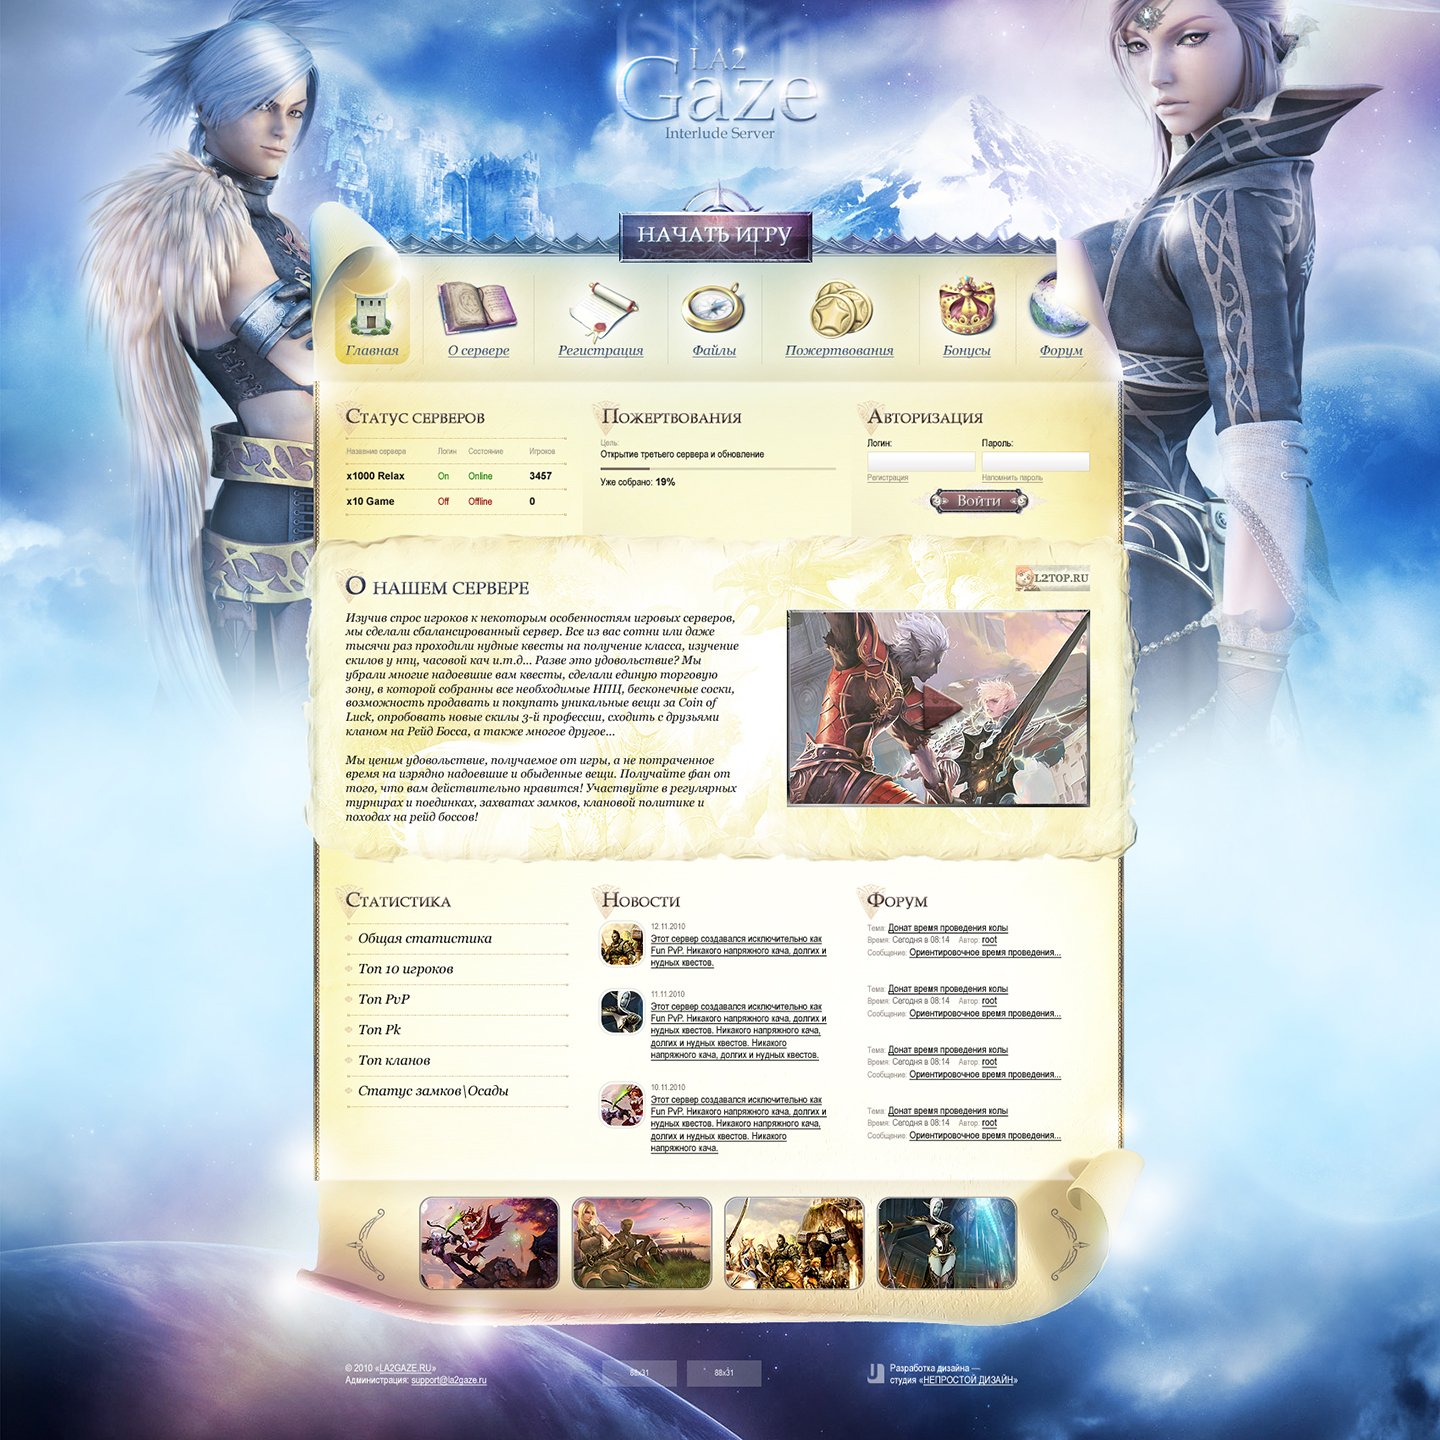 LA2
Gaze
Interlude Server
НАЧАТЬ ИГРУ
Главная
О сервере
Регистрация
Файлы
Пожертвования
Бонусы
Форум
Статус серверов
Название сервера Логин Состояние Игроков
x1000 Relax On Online 3457
x10 Game Off Offline 0
Пожертвования
Цель:
Открытие третьего сервера и обновление
Уже собрано: 19%
Авторизация
Логин: Пароль:
Регистрация Напомнить пароль
Войти
О нашем сервере
L2TOP.RU
Изучив спрос игроков к некоторым особенностям игровых серверов,
мы сделали сбалансированный сервер. Все из вас сотни или даже
тысячи раз проходили нудные квесты на получение класса, изучение
скилов у нпц, часовой кач и.т.д... Разве это удовольствие? Мы
убрали многие надоевшие вам квесты, сделали единую торговую
зону, в которой собранны все необходимые НПЦ, бесконечные соски,
возможность продавать и покупать уникальные вещи за Coin of
Luck, опробовать новые скилы 3-й профессии, сходить с друзьями
кланом на Рейд Босса, а также многое другое...
Мы ценим удовольствие, получаемое от игры, а не потраченное
время на изрядно надоевшие и обыденные вещи. Получайте фан от
того, что вам действительно нравится! Участвуйте в регулярных
турнирах и поединках, захватах замков, клановой политике и
походах на рейд боссов!
Статистика
Общая статистика
Топ 10 игроков
Топ PvP
Топ Pk
Топ кланов
Статус замков\Осады
Новости
12.11.2010
Этот сервер создавался исключительно как
Fun PvP. Никакого напряжного кача, долгих и
нудных квестов.
11.11.2010
Этот сервер создавался исключительно как
Fun PvP. Никакого напряжного кача, долгих и
нудных квестов. Никакого напряжного кача,
долгих и нудных квестов. Никакого
напряжного кача, долгих и нудных квестов.
10.11.2010
Этот сервер создавался исключительно как
Fun PvP. Никакого напряжного кача, долгих и
нудных квестов. Никакого напряжного кача,
долгих и нудных квестов. Никакого
напряжного кача.
Форум
Тема: Донат время проведения колы
Время: Сегодня в 08:14 Автор: root
Сообщение: Ориентировочное время проведения...
Тема: Донат время проведения колы
Время: Сегодня в 08:14 Автор: root
Сообщение: Ориентировочное время проведения...
Тема: Донат время проведения колы
Время: Сегодня в 08:14 Автор: root
Сообщение: Ориентировочное время проведения...
Тема: Донат время проведения колы
Время: Сегодня в 08:14 Автор: root
Сообщение: Ориентировочное время проведения...
© 2010 «LA2GAZE.RU»
Администрация: support@la2gaze.ru
88x31
88x31
Разработка дизайна —
студия «НЕПРОСТОЙ ДИЗАЙН»